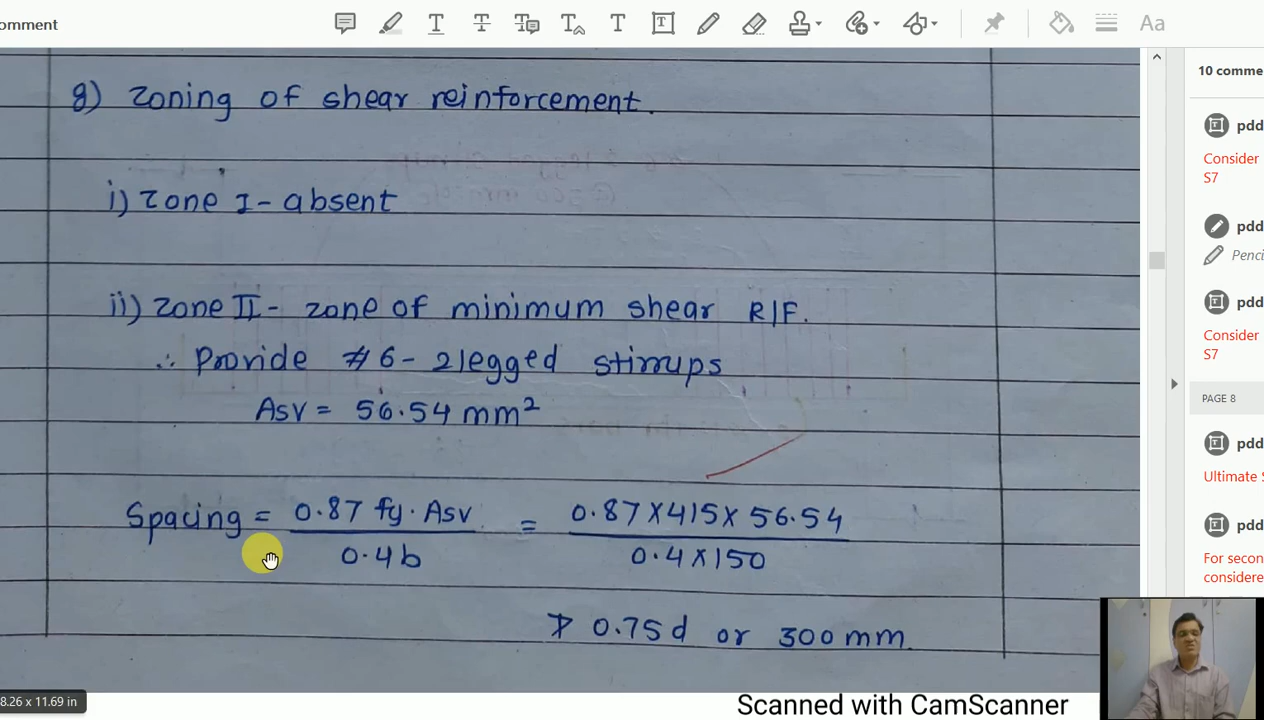 omment
T
T
T
T
T
T
Aa
10 comme
g) Zoning of shear reinforcement.
i) Zone I - absent
ii) Zone II - zone of minimum shear R/F.
∴ Provide #6 - 2 legged stirrups
Asv = 56.54 mm²
Spacing = 0.87 fy. Asv / 0.4 b = 0.87 X 415 X 56.54 / 0.4 X 150
≯ 0.75 d or 300 mm.
8.26 x 11.69 in
Scanned with CamScanner
pdd
Consider
S7
pdd
Penci
pdd
Consider
S7
PAGE 8
pdd
Ultimate S
pdd
For secon
considere